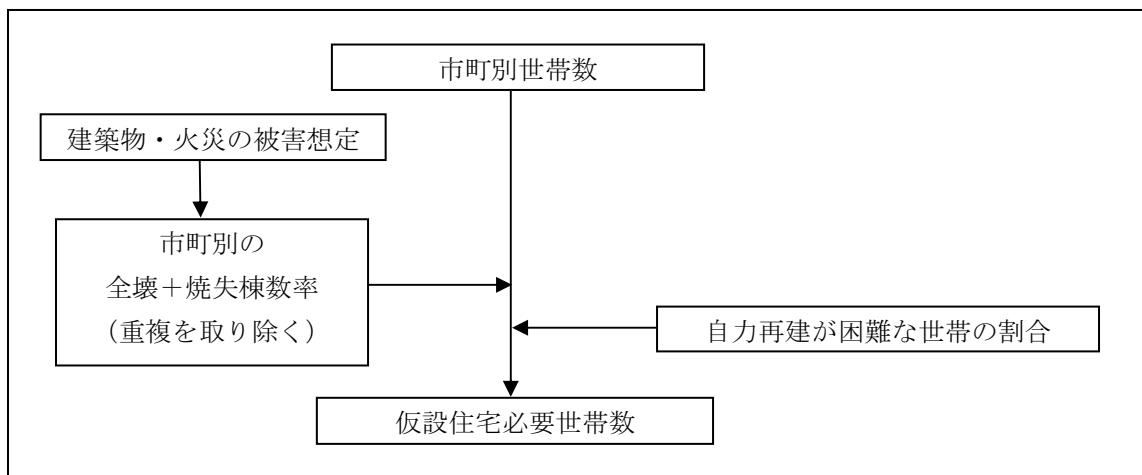 市町別世帯数
建築物・火災の被害想定
市町別の
全壊＋焼失棟数率
（重複を取り除く）
自力再建が困難な世帯の割合
仮設住宅必要世帯数